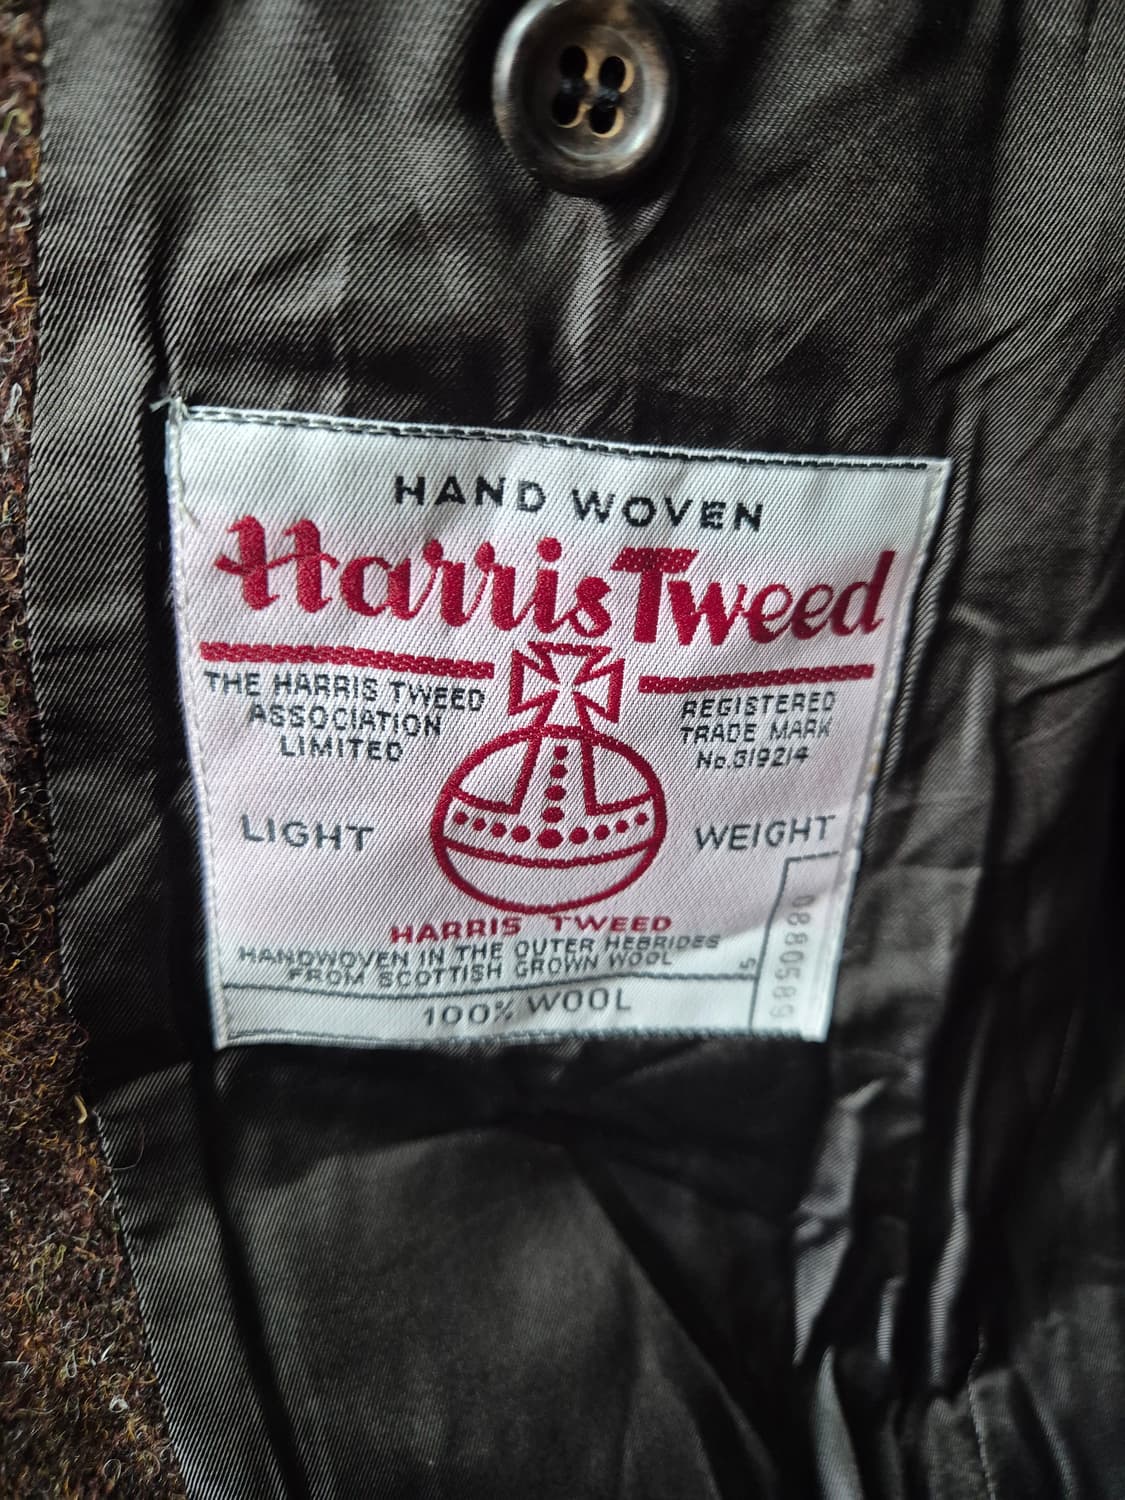 HAND WOVEN
Harris Tweed
THE HARRIS TWEED
ASSOCIATION
LIMITED
REGISTERED
TRADE MARK
No.319214
LIGHT WEIGHT
HARRIS TWEED
HANDWOVEN IN THE OUTER HEBRIDES
FROM SCOTTISH GROWN WOOL
100% WOOL
5